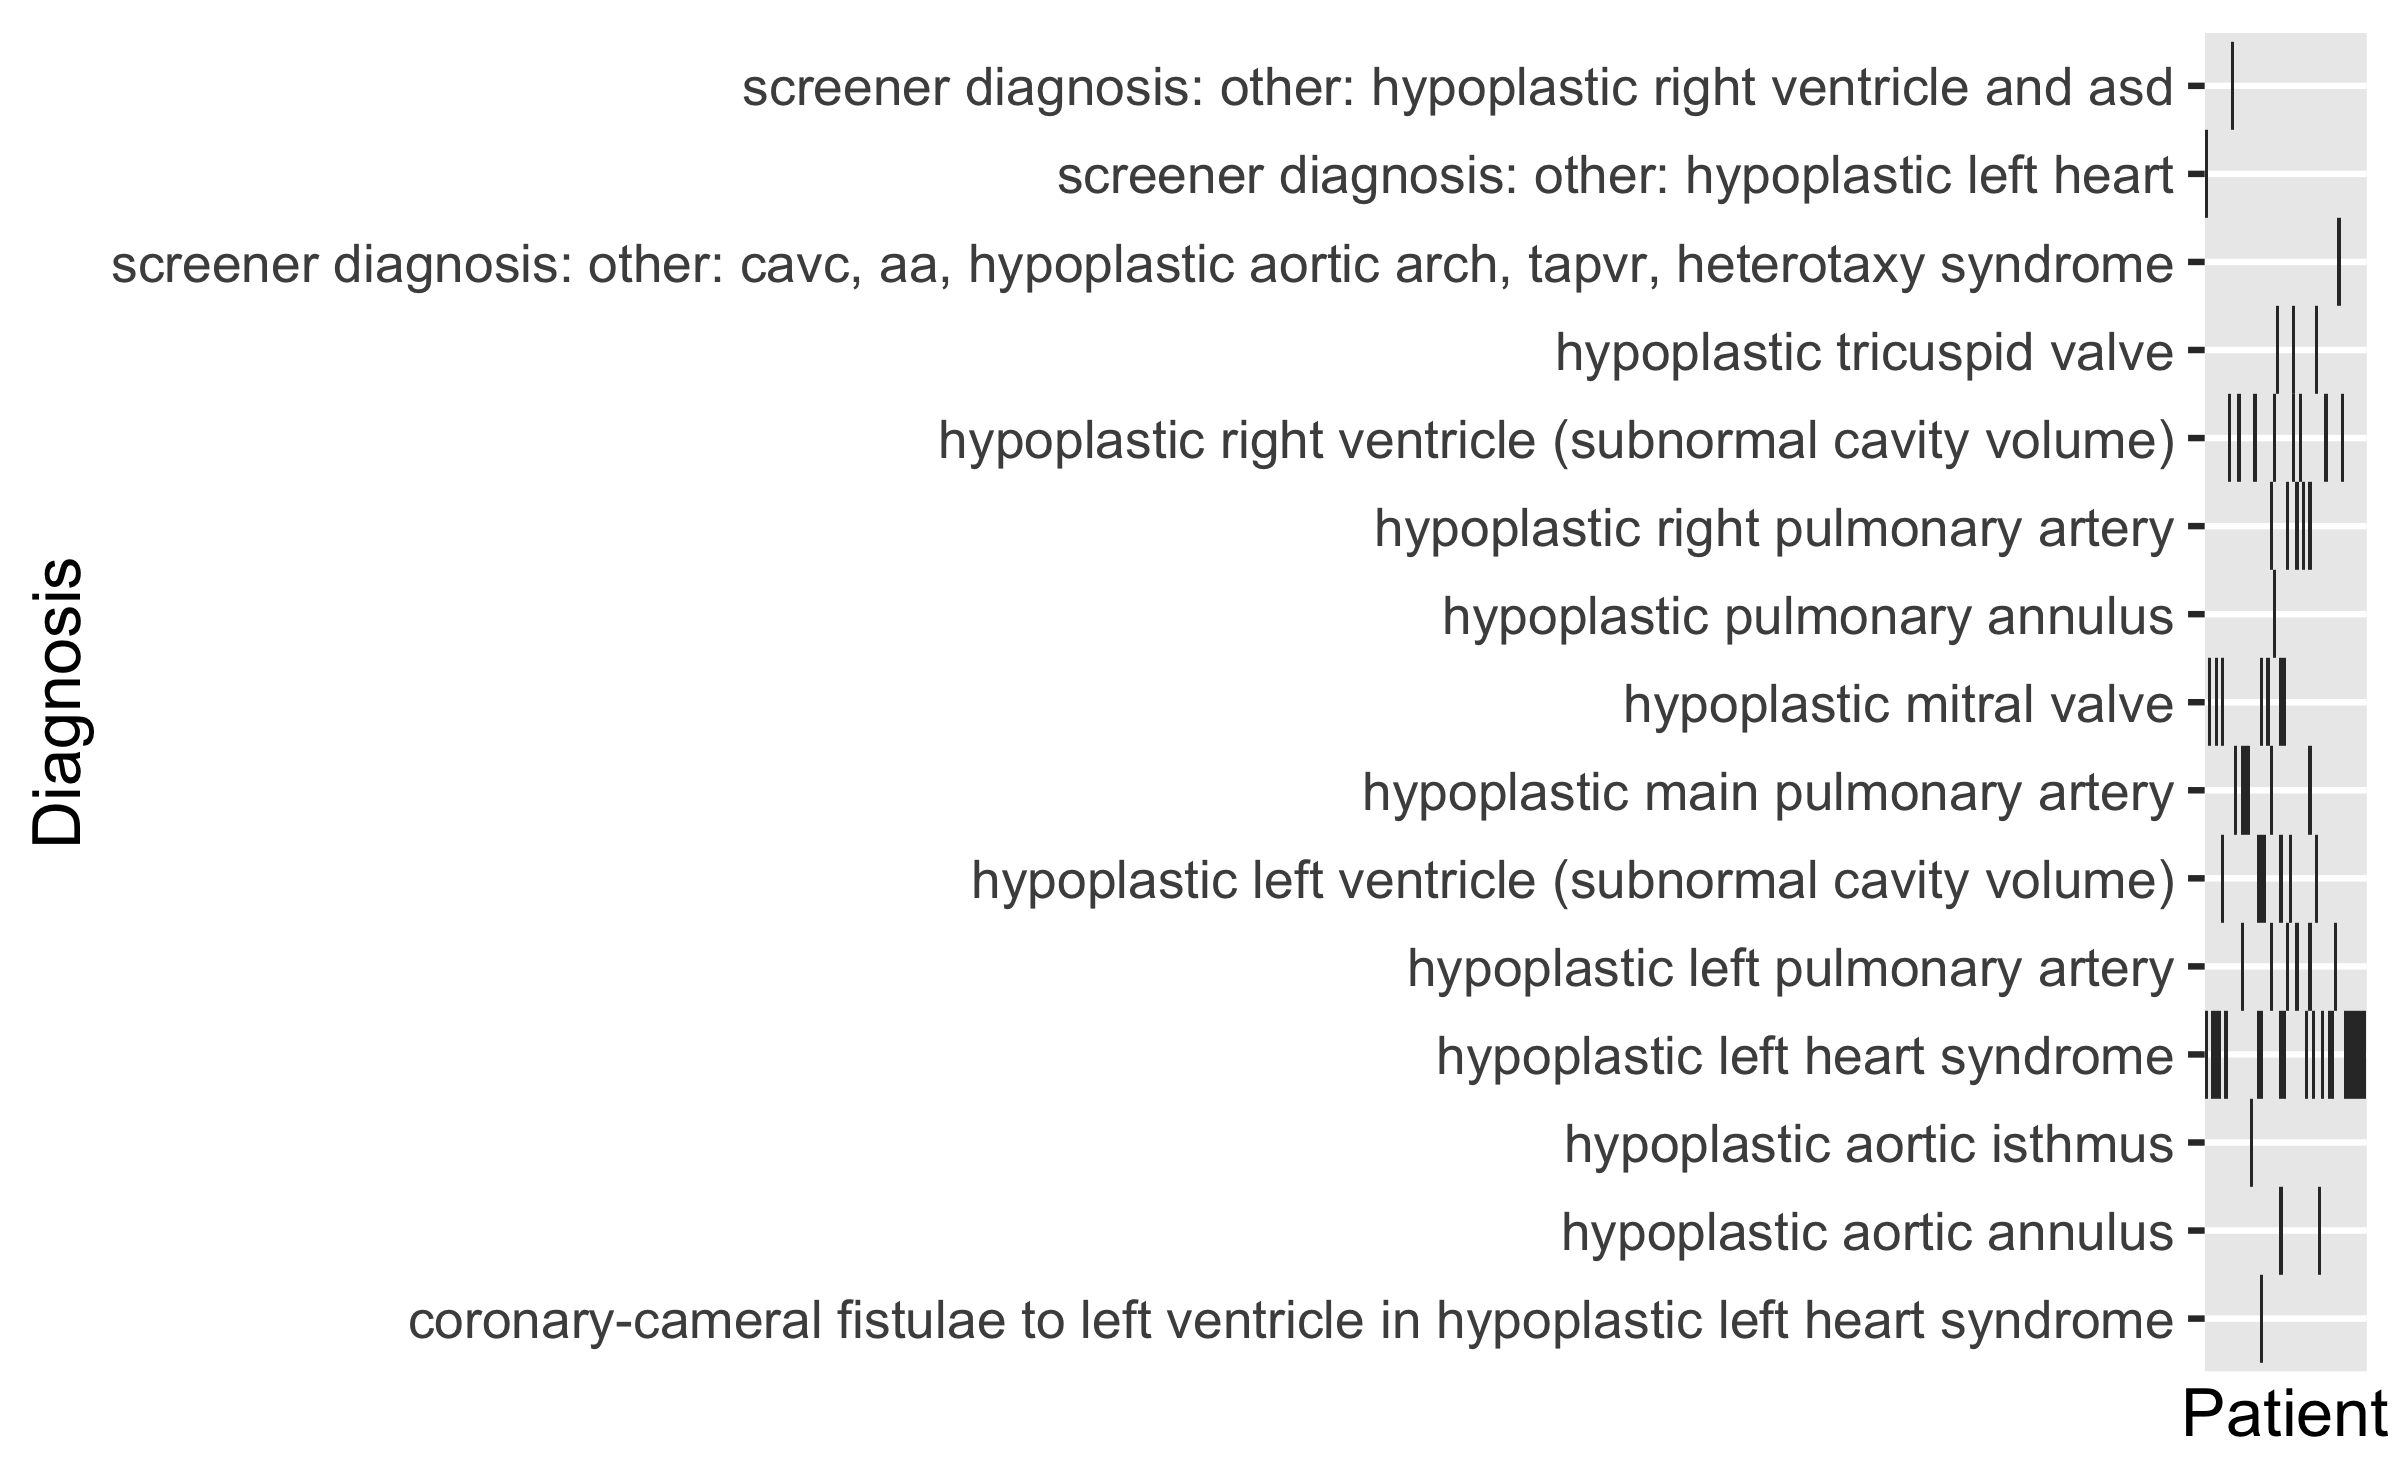 screener diagnosis: other: hypoplastic right ventricle and asd
screener diagnosis: other: hypoplastic left heart
screener diagnosis: other: cavc, aa, hypoplastic aortic arch, tapvr, heterotaxy syndrome
hypoplastic tricuspid valve
hypoplastic right ventricle (subnormal cavity volume)
hypoplastic right pulmonary artery
hypoplastic pulmonary annulus
hypoplastic mitral valve
hypoplastic main pulmonary artery
hypoplastic left ventricle (subnormal cavity volume)
hypoplastic left pulmonary artery
hypoplastic left heart syndrome
hypoplastic aortic isthmus
hypoplastic aortic annulus
coronary-cameral fistulae to left ventricle in hypoplastic left heart syndrome
Diagnosis
Patient